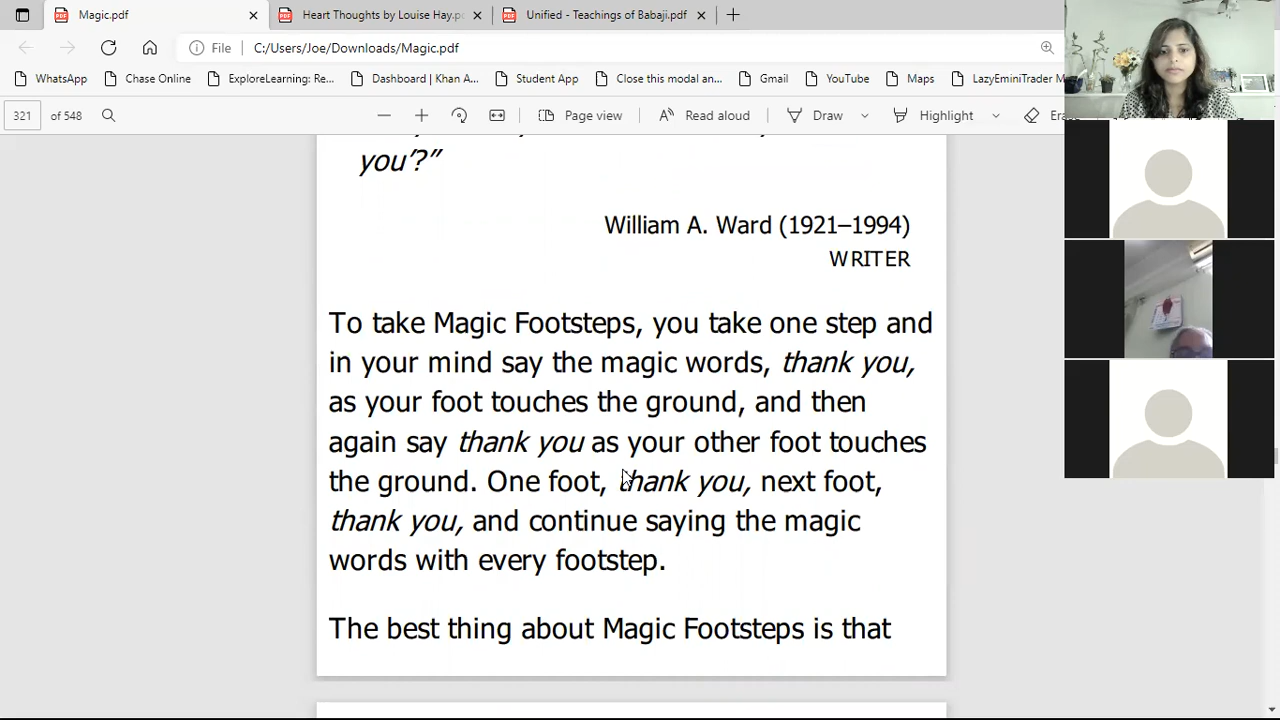 Magic.pdf
Heart Thoughts by Louise Hay.p
Unified - Teachings of Babaji.pdf
File
C:/Users/Joe/Downloads/Magic.pdf
WhatsApp
Chase Online
ExploreLearning: Re...
Dashboard | Khan A...
Student App
Close this modal an...
Gmail
YouTube
Maps
LazyEminiTrader M
321 of 548
Page view
Read aloud
Draw
Highlight
Era
you’?”
William A. Ward (1921–1994)
WRITER
To take Magic Footsteps, you take one step and
in your mind say the magic words, thank you,
as your foot touches the ground, and then
again say thank you as your other foot touches
the ground. One foot, thank you, next foot,
thank you, and continue saying the magic
words with every footstep.
The best thing about Magic Footsteps is that